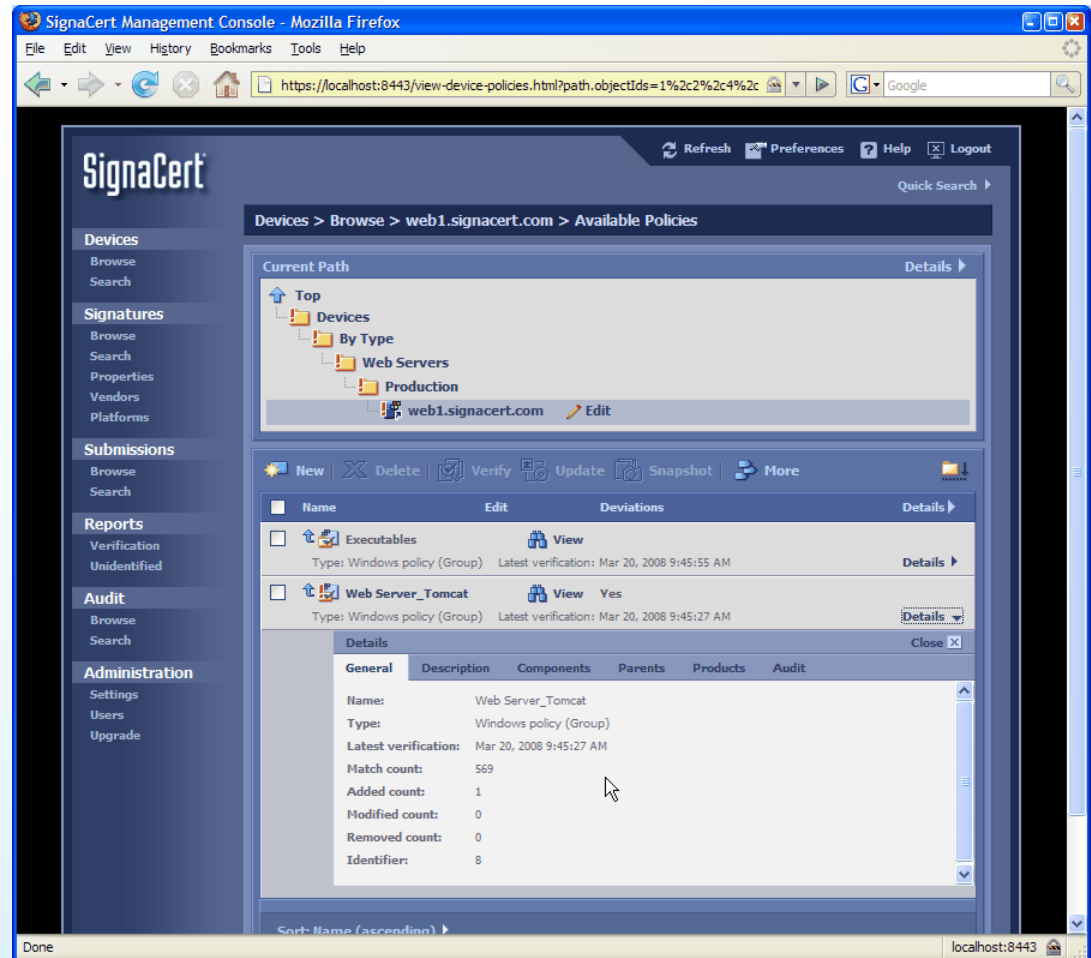 SignaCert Management Console - Mozilla Firefox
File Edit View History Bookmarks Tools Help
https://localhost:8443/view-device-policies.html?path.objectIds=1%2c2%2c4%2c
G Google
SignaCert
Refresh Preferences ? Help Logout
Quick Search
Devices > Browse > web1.signacert.com > Available Policies
Devices
Browse
Search
Signatures
Browse
Search
Properties
Vendors
Platforms
Submissions
Browse
Search
Reports
Verification
Unidentified
Audit
Browse
Search
Administration
Settings
Users
Upgrade
Current Path Details
Top
Devices
By Type
Web Servers
Production
web1.signacert.com Edit
New Delete Verify Update Snapshot More
Name Edit Deviations Details
Executables View
Type: Windows policy (Group) Latest verification: Mar 20, 2008 9:45:55 AM Details
Web Server_Tomcat View Yes
Type: Windows policy (Group) Latest verification: Mar 20, 2008 9:45:27 AM Details
Details Close
General Description Components Parents Products Audit
Name: Web Server_Tomcat
Type: Windows policy (Group)
Latest verification: Mar 20, 2008 9:45:27 AM
Match count: 569
Added count: 1
Modified count: 0
Removed count: 0
Identifier: 8
Sort: Name (ascending)
Done localhost:8443